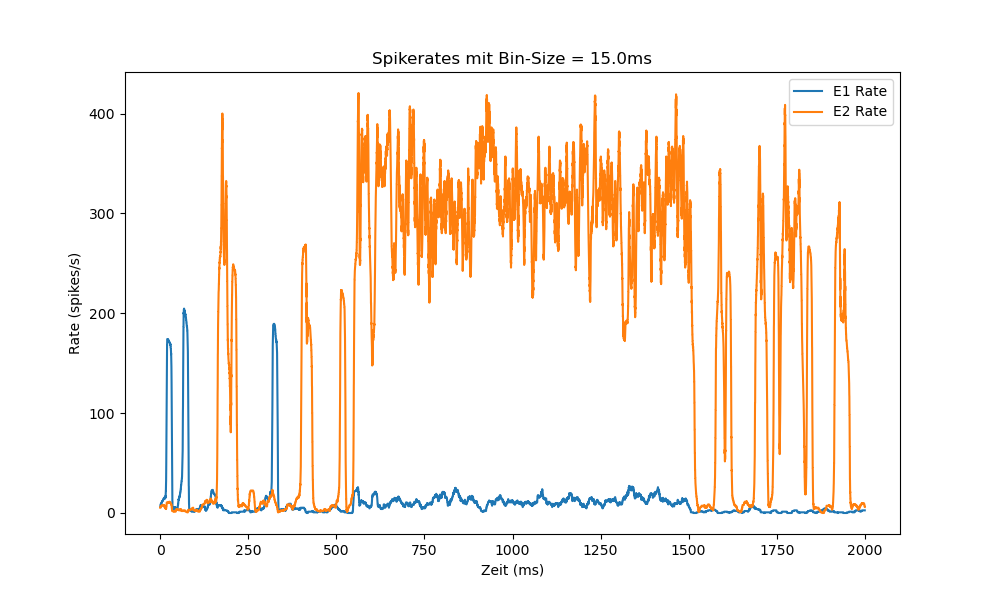 Spikerates mit Bin-Size = 15.0ms
E1 Rate
E2 Rate
Rate (spikes/s)
400
300
200
100
0
0 250 500 750 1000 1250 1500 1750 2000
Zeit (ms)